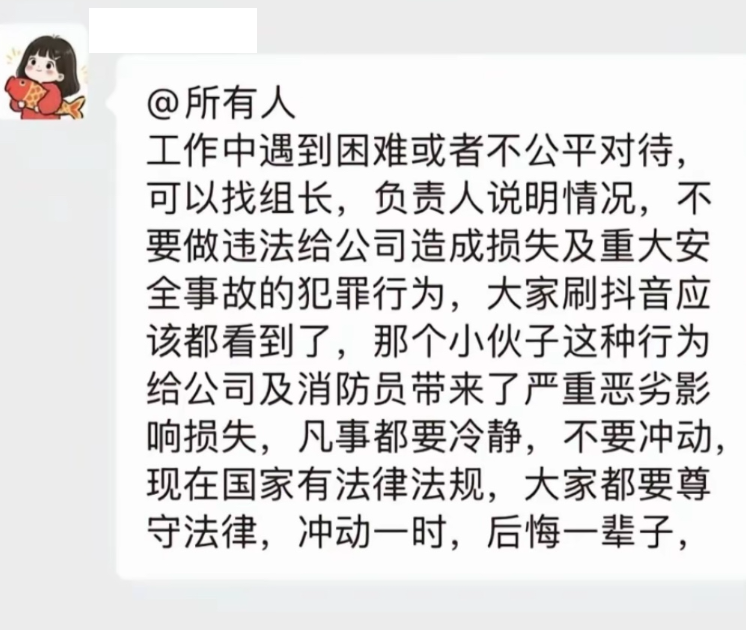 @所有人
工作中遇到困难或者不公平对待，
可以找组长，负责人说明情况，不
要做违法给公司造成损失及重大安
全事故的犯罪行为，大家刷抖音应
该都看到了，那个小伙子这种行为
给公司及消防员带来了严重恶劣影
响损失，凡事都要冷静，不要冲动，
现在国家有法律法规，大家都要尊
守法律，冲动一时，后悔一辈子，